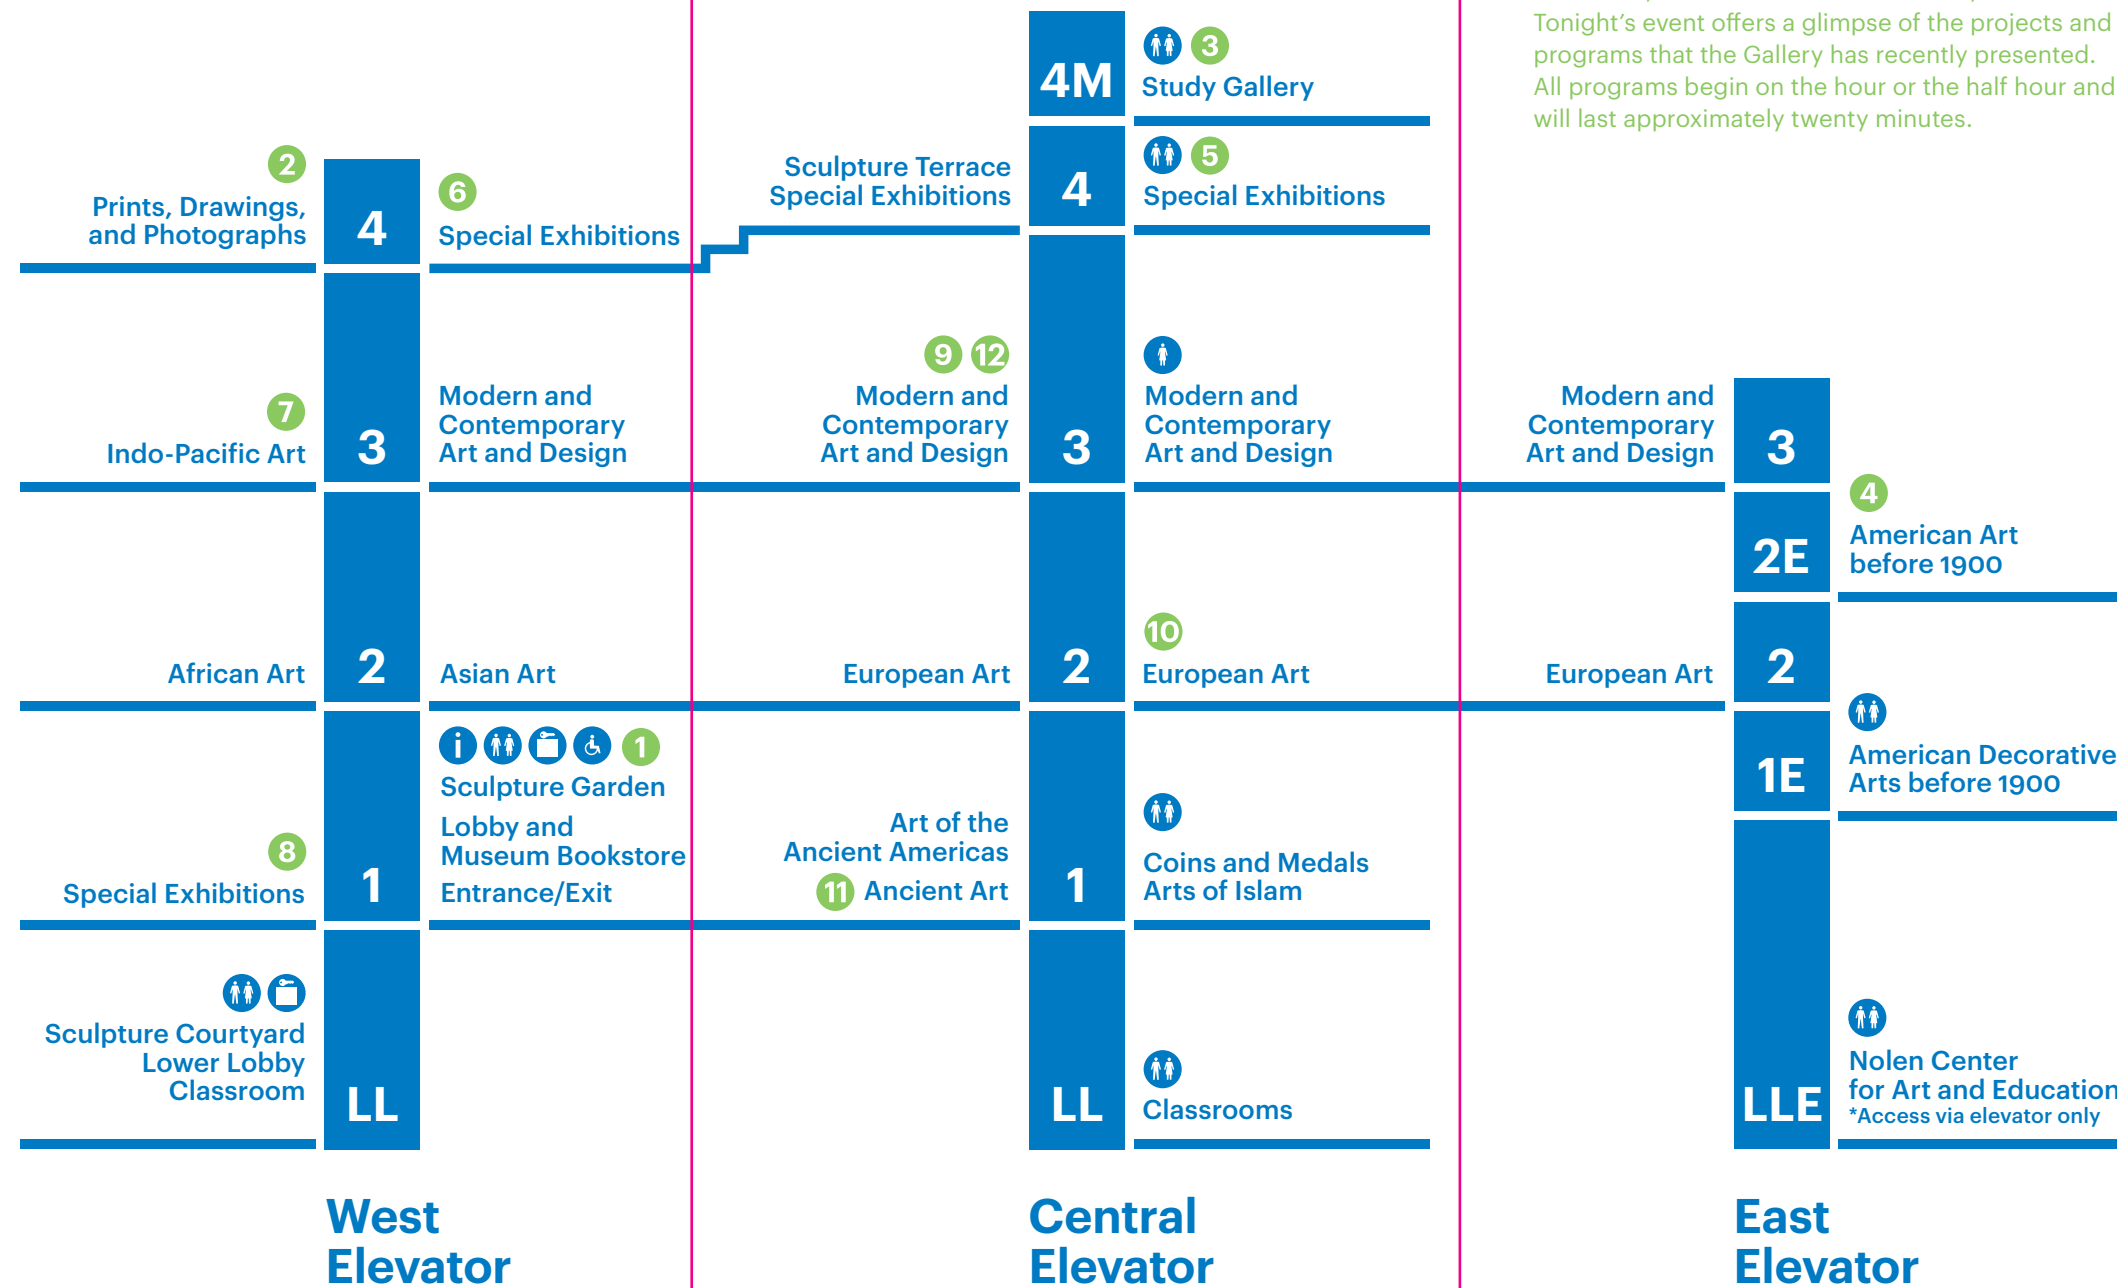 Tonight’s event offers a glimpse of the projects and
programs that the Gallery has recently presented.
All programs begin on the hour or the half hour and
will last approximately twenty minutes.
2
Prints, Drawings,
and Photographs
4
6
Special Exhibitions
7
Indo-Pacific Art
3
Modern and
Contemporary
Art and Design
African Art
2
Asian Art
8
Special Exhibitions
1
i
1
Sculpture Garden
Lobby and
Museum Bookstore
Entrance/Exit
Sculpture Courtyard
Lower Lobby
Classroom
LL
West
Elevator
4M
3
Study Gallery
Sculpture Terrace
Special Exhibitions
4
5
Special Exhibitions
9 12
Modern and
Contemporary
Art and Design
3
Modern and
Contemporary
Art and Design
European Art
2
10
European Art
Art of the
Ancient Americas
11 Ancient Art
1
Coins and Medals
Arts of Islam
LL
Classrooms
Central
Elevator
Modern and
Contemporary
Art and Design
3
4
2E
American Art
before 1900
European Art
2
1E
American Decorative
Arts before 1900
LLE
Nolen Center
for Art and Education
*Access via elevator only
East
Elevator